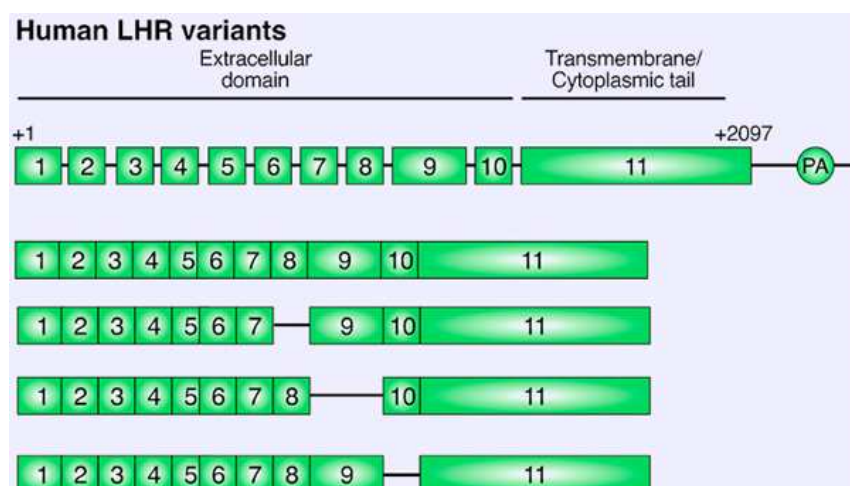 Human LHR variants
Extracellular
domain
Transmembrane/
Cytoplasmic tail
+1
+2097
1 2 3 4 5 6 7 8 9 10 11 PA
1 2 3 4 5 6 7 8 9 10 11
1 2 3 4 5 6 7 9 10 11
1 2 3 4 5 6 7 8 10 11
1 2 3 4 5 6 7 8 9 11